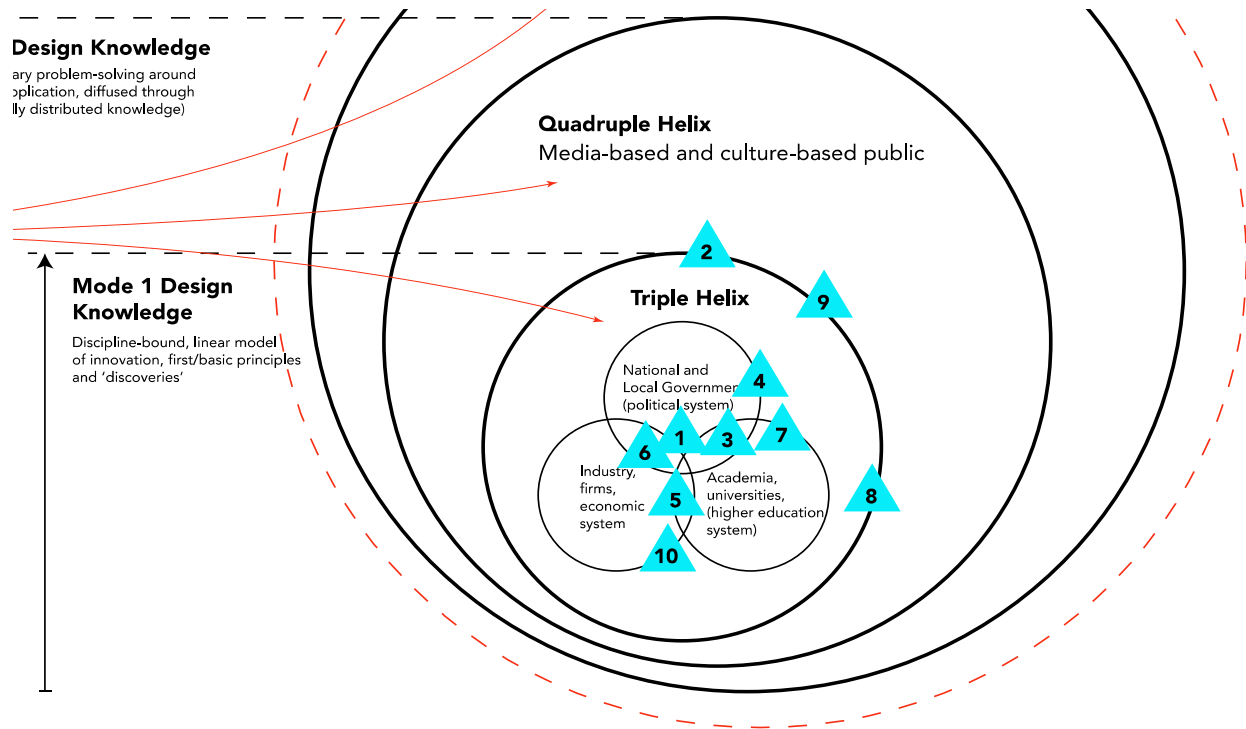 Design Knowledge
ary problem-solving around
pplication, diffused through
lly distributed knowledge)
Quadruple Helix
Media-based and culture-based public
2
Mode 1 Design
Knowledge
Discipline-bound, linear model
of innovation, first/basic principles
and ‘discoveries’
Triple Helix
9
National and
Local Governmen
(political system)
4
1
3
7
6
Industry,
firms,
economic
system
5
Academia,
universities,
(higher education
system)
8
10